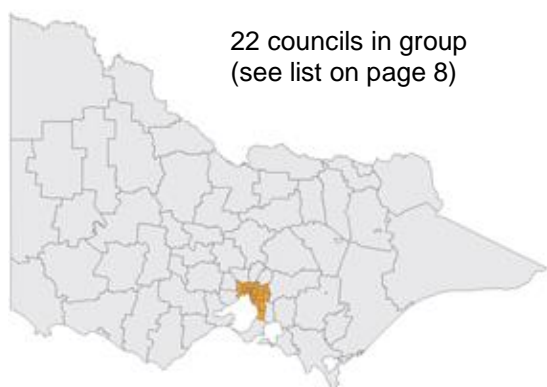 22 councils in group
(see list on page 8)